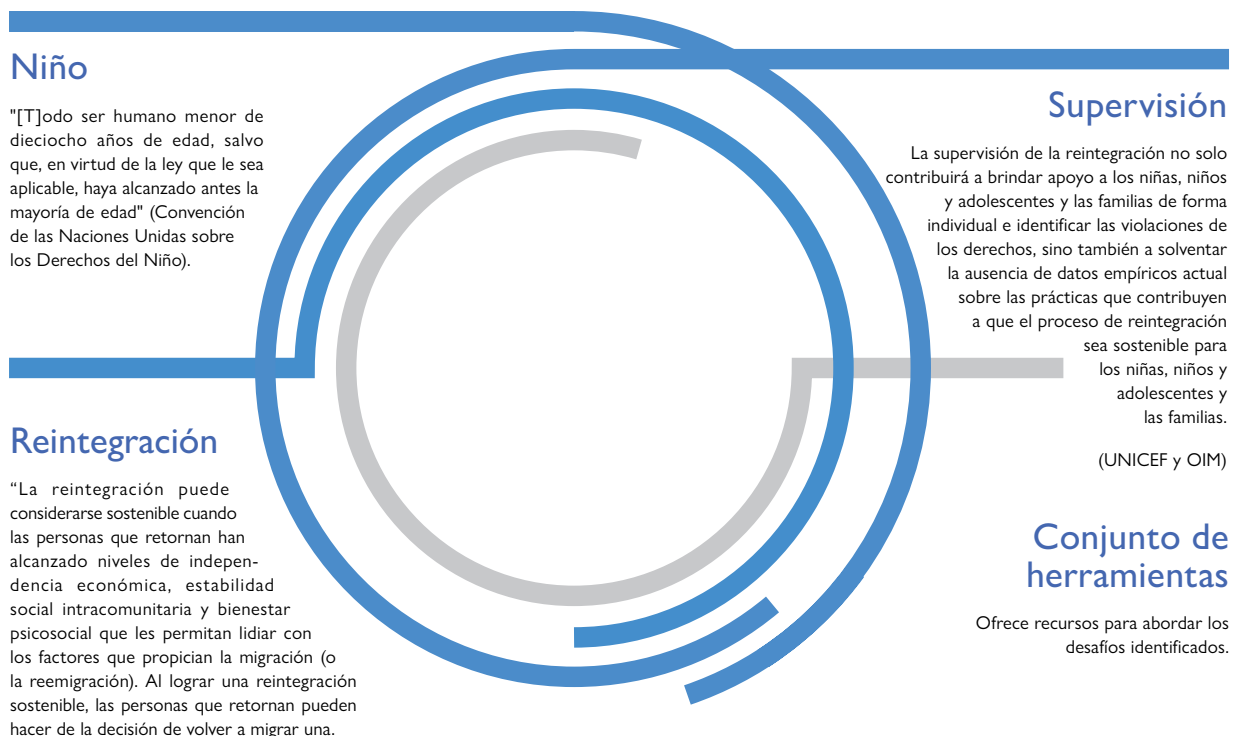 Niño
"[T]odo ser humano menor de
dieciocho años de edad, salvo
que, en virtud de la ley que le sea
aplicable, haya alcanzado antes la
mayoría de edad" (Convención
de las Naciones Unidas sobre
los Derechos del Niño).
Reintegración
“La reintegración puede
considerarse sostenible cuando
las personas que retornan han
alcanzado niveles de indepen-
dencia económica, estabilidad
social intracomunitaria y bienestar
psicosocial que les permitan lidiar con
los factores que propician la migración (o
la reemigración). Al lograr una reintegración
sostenible, las personas que retornan pueden
hacer de la decisión de volver a migrar una.
Supervisión
La supervisión de la reintegración no solo
contribuirá a brindar apoyo a los niñas, niños
y adolescentes y las familias de forma
individual e identificar las violaciones de
los derechos, sino también a solventar
la ausencia de datos empíricos actual
sobre las prácticas que contribuyen
a que el proceso de reintegración
sea sostenible para
los niñas, niños y
adolescentes y
las familias.
(UNICEF y OIM)
Conjunto de
herramientas
Ofrece recursos para abordar los
desafíos identificados.